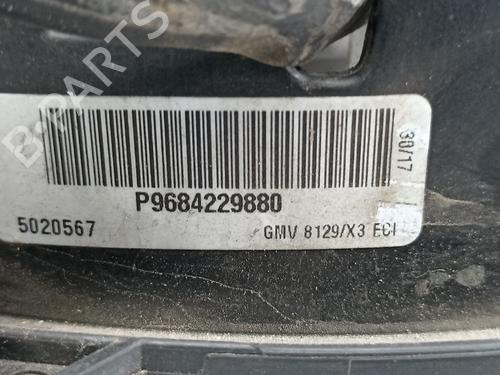 B-PARTS
30/17
P9684229880
5020567
GMV 8129/X3 ECI